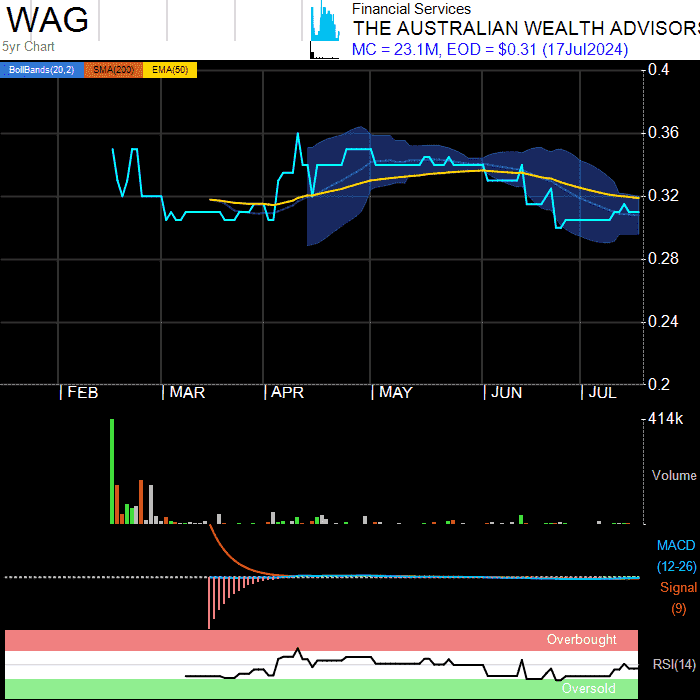 WAG
5yr Chart
Financial Services
THE AUSTRALIAN WEALTH ADVISORS
MC = 23.1M, EOD = $0.31 (17Jul2024)
BollBands(20,2) SMA(200) EMA(50)
0.4
0.36
0.32
0.28
0.24
0.2
FEB MAR APR MAY JUN JUL
414k
Volume
MACD
(12-26)
Signal
(9)
Overbought
RSI(14)
Oversold